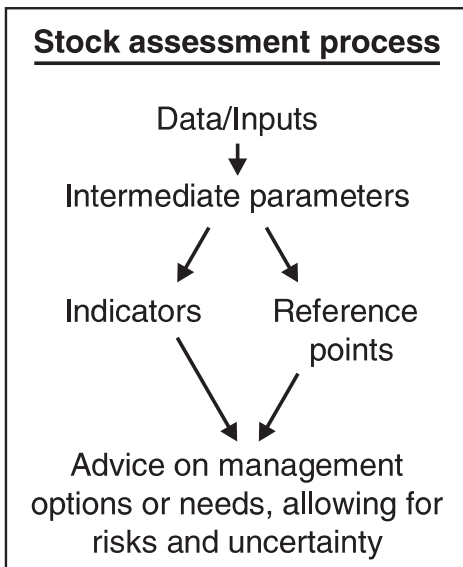 Stock assessment process
Data/Inputs
Intermediate parameters
Indicators
Reference
points
Advice on management
options or needs, allowing for
risks and uncertainty